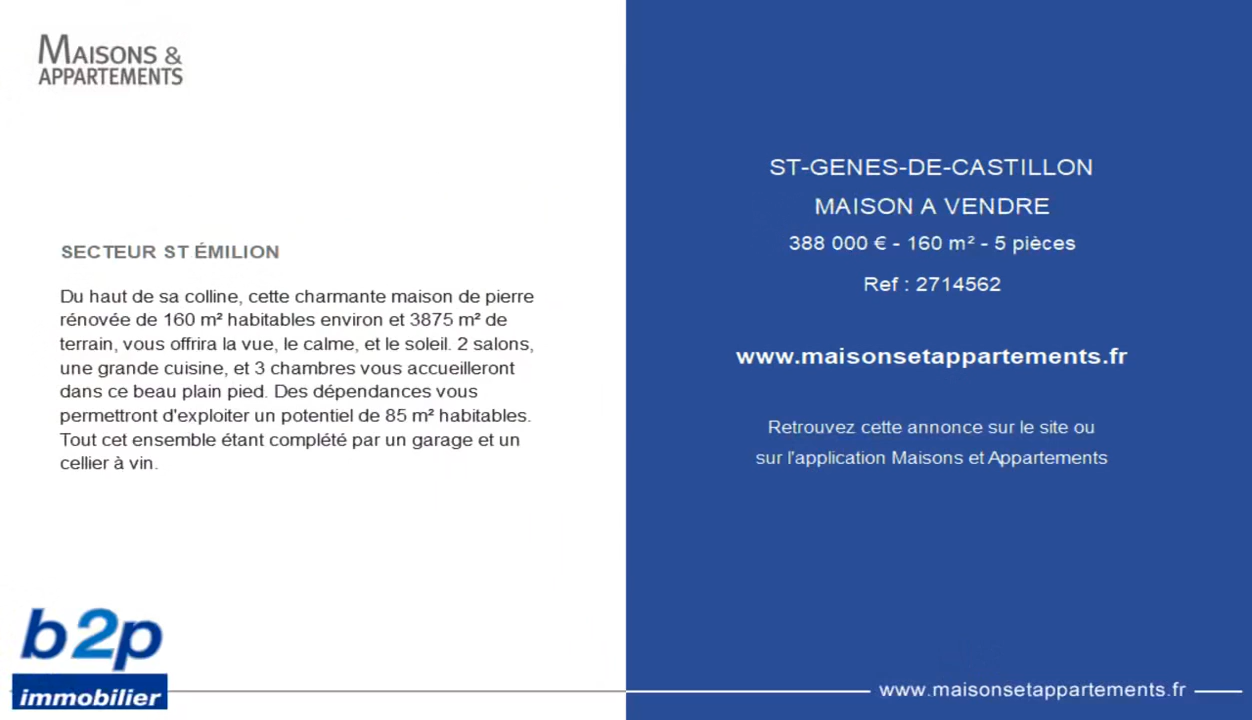 MAISONS &
APPARTEMENTS
SECTEUR ST ÉMILION
Du haut de sa colline, cette charmante maison de pierre
rénovée de 160 m² habitables environ et 3875 m² de
terrain, vous offrira la vue, le calme, et le soleil. 2 salons,
une grande cuisine, et 3 chambres vous accueilleront
dans ce beau plain pied. Des dépendances vous
permettront d'exploiter un potentiel de 85 m² habitables.
Tout cet ensemble étant complété par un garage et un
cellier à vin.
b2p
immobilier
ST-GENES-DE-CASTILLON
MAISON A VENDRE
388 000 € - 160 m² - 5 pièces
Ref : 2714562
www.maisonsetappartements.fr
Retrouvez cette annonce sur le site ou
sur l'application Maisons et Appartements
www.maisonsetappartements.fr